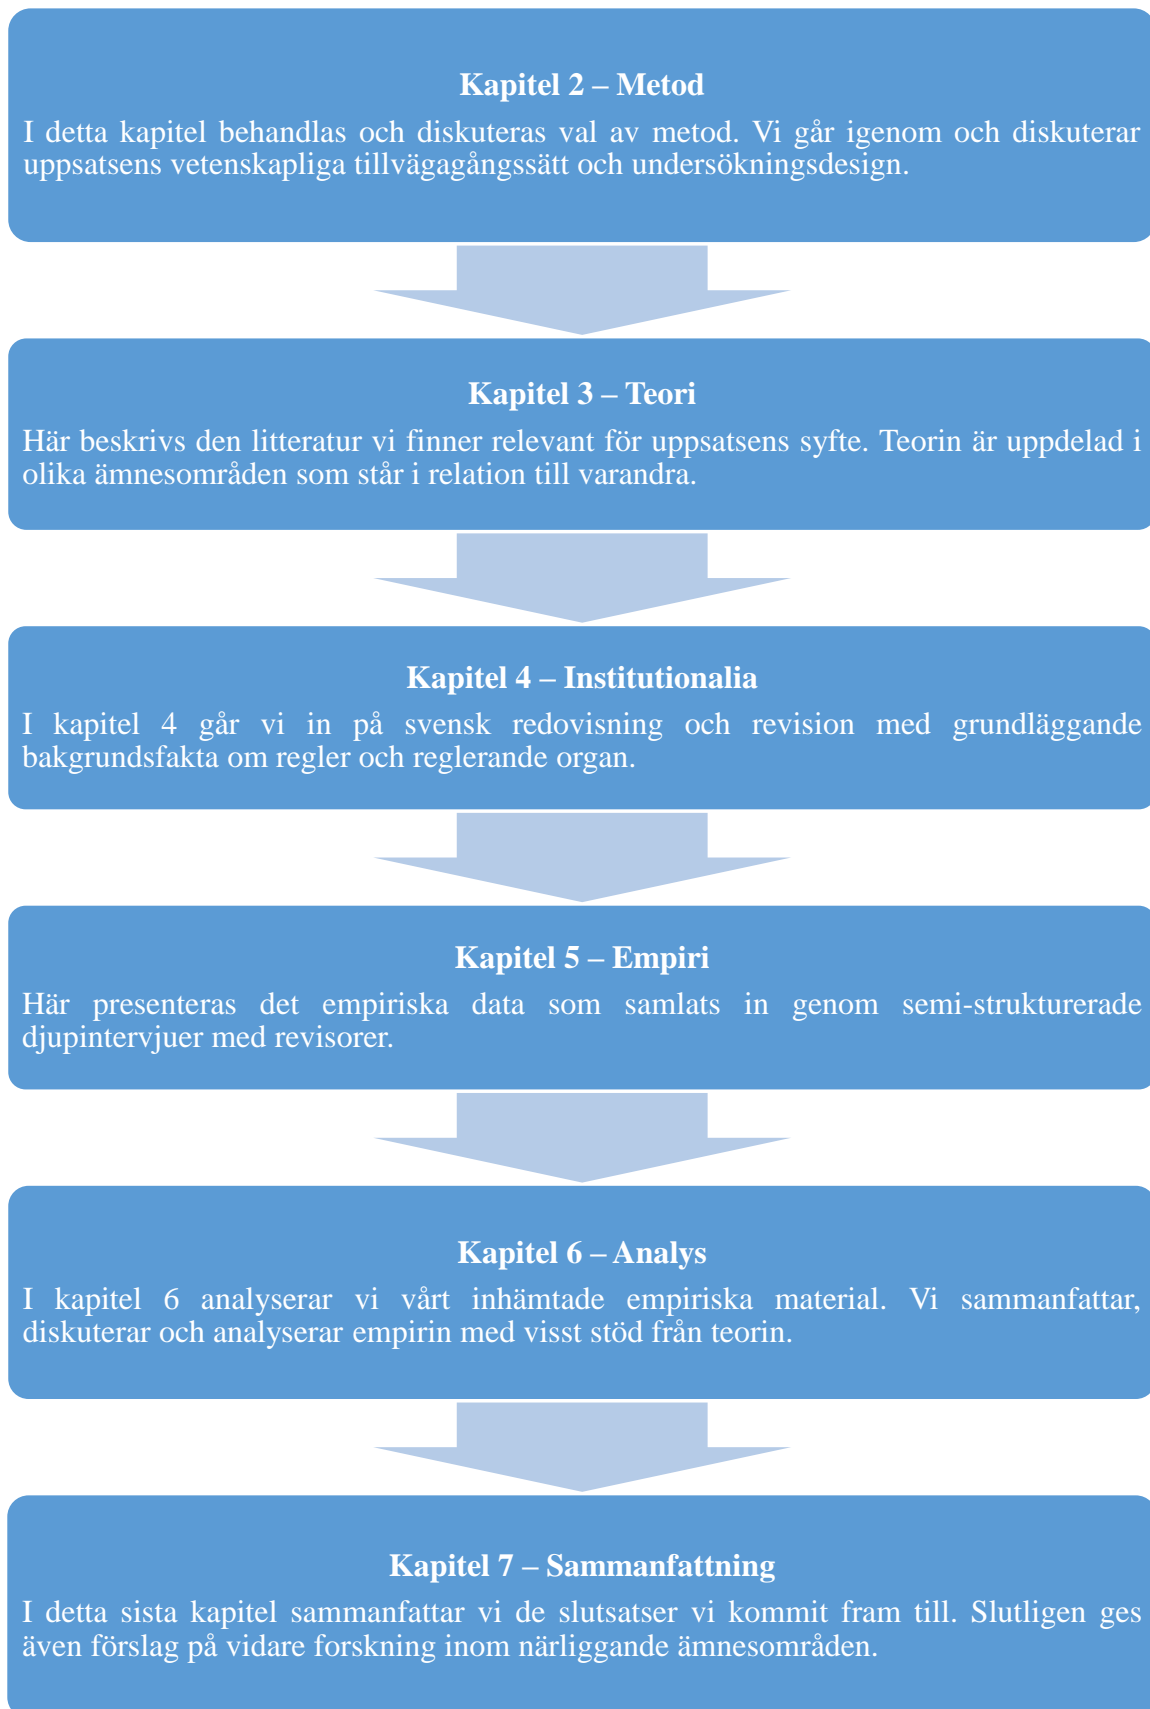 Kapitel 2 – Metod
I detta kapitel behandlas och diskuteras val av metod. Vi går igenom och diskuterar
uppsatsens vetenskapliga tillvägagångssätt och undersökningsdesign.
Kapitel 3 – Teori
Här beskrivs den litteratur vi finner relevant för uppsatsens syfte. Teorin är uppdelad i
olika ämnesområden som står i relation till varandra.
Kapitel 4 – Institutionalia
I kapitel 4 går vi in på svensk redovisning och revision med grundläggande
bakgrundsfakta om regler och reglerande organ.
Kapitel 5 – Empiri
Här presenteras det empiriska data som samlats in genom semi-strukturerade
djupintervjuer med revisorer.
Kapitel 6 – Analys
I kapitel 6 analyserar vi vårt inhämtade empiriska material. Vi sammanfattar,
diskuterar och analyserar empirin med visst stöd från teorin.
Kapitel 7 – Sammanfattning
I detta sista kapitel sammanfattar vi de slutsatser vi kommit fram till. Slutligen ges
även förslag på vidare forskning inom närliggande ämnesområden.